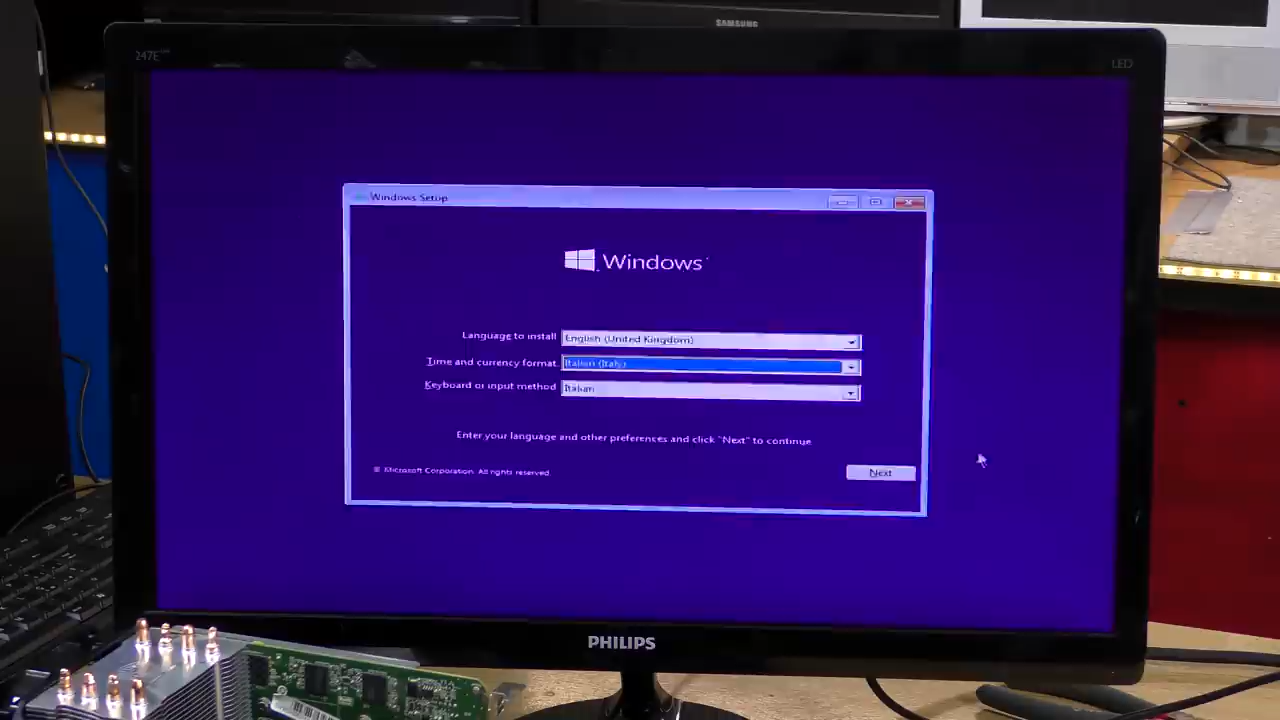 SAMSUNG
247E
LED
Windows Setup
Windows
Language to install English (United Kingdom)
Time and currency format Italian (Italy)
Keyboard or input method Italian
Enter your language and other preferences and click "Next" to continue
Microsoft Corporation. All rights reserved.
Next
PHILIPS